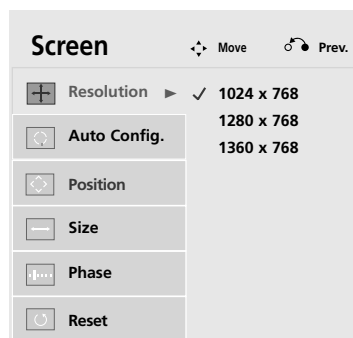 Screen Move Prev.
Resolution ► ✓ 1024 x 768
1280 x 768
1360 x 768
Auto Config.
Position
Size
Phase
Reset